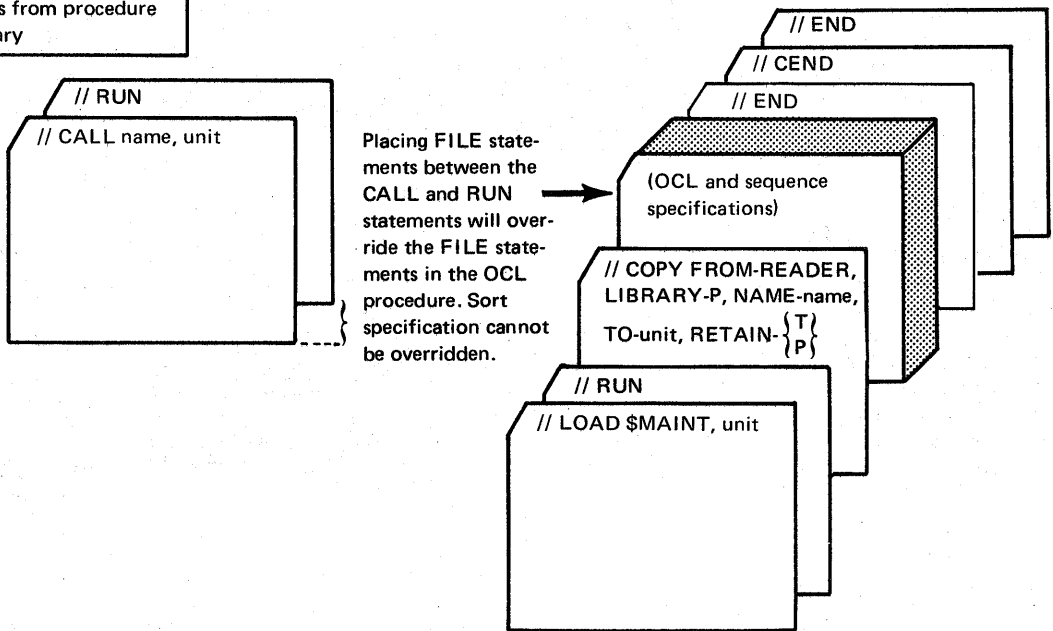 s from procedure
ary
// RUN
// CALL name, unit
Placing FILE state-
ments between the
CALL and RUN
statements will over-
ride the FILE state-
ments in the OCL
procedure. Sort
specification cannot
be overridden.
// END
// CEND
// END
(OCL and sequence
specifications)
// COPY FROM-READER,
LIBRARY-P, NAME-name,
TO-unit, RETAIN- {T
P}
// RUN
// LOAD $MAINT, unit